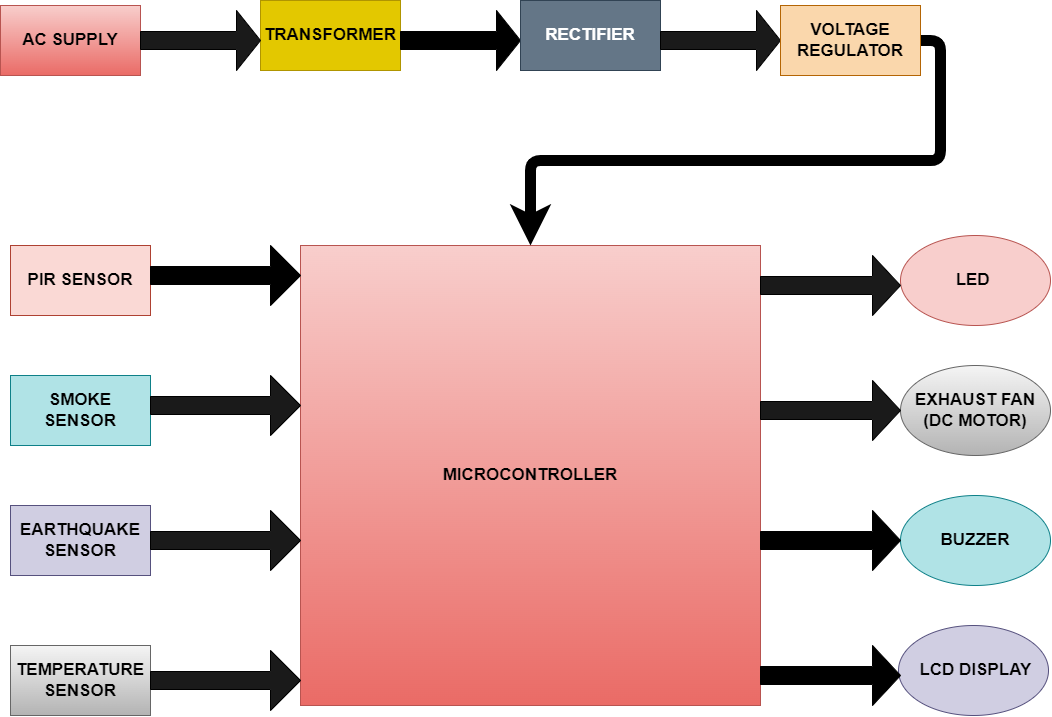 AC SUPPLY
TRANSFORMER
RECTIFIER
VOLTAGE
REGULATOR
PIR SENSOR
LED
SMOKE
SENSOR
EXHAUST FAN
(DC MOTOR)
MICROCONTROLLER
EARTHQUAKE
SENSOR
BUZZER
TEMPERATURE
SENSOR
LCD DISPLAY